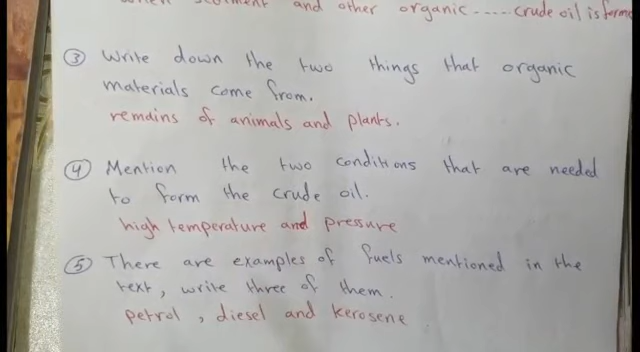 when sediment and other organic ..... crude oil is forme
③ Write down the two things that organic
materials come from.
remains of animals and plants.
④ Mention the two conditions that are needed
to form the crude oil.
high temperature and pressure
⑤ There are examples of fuels mentioned in the
text, write three of them.
petrol, diesel and kerosene